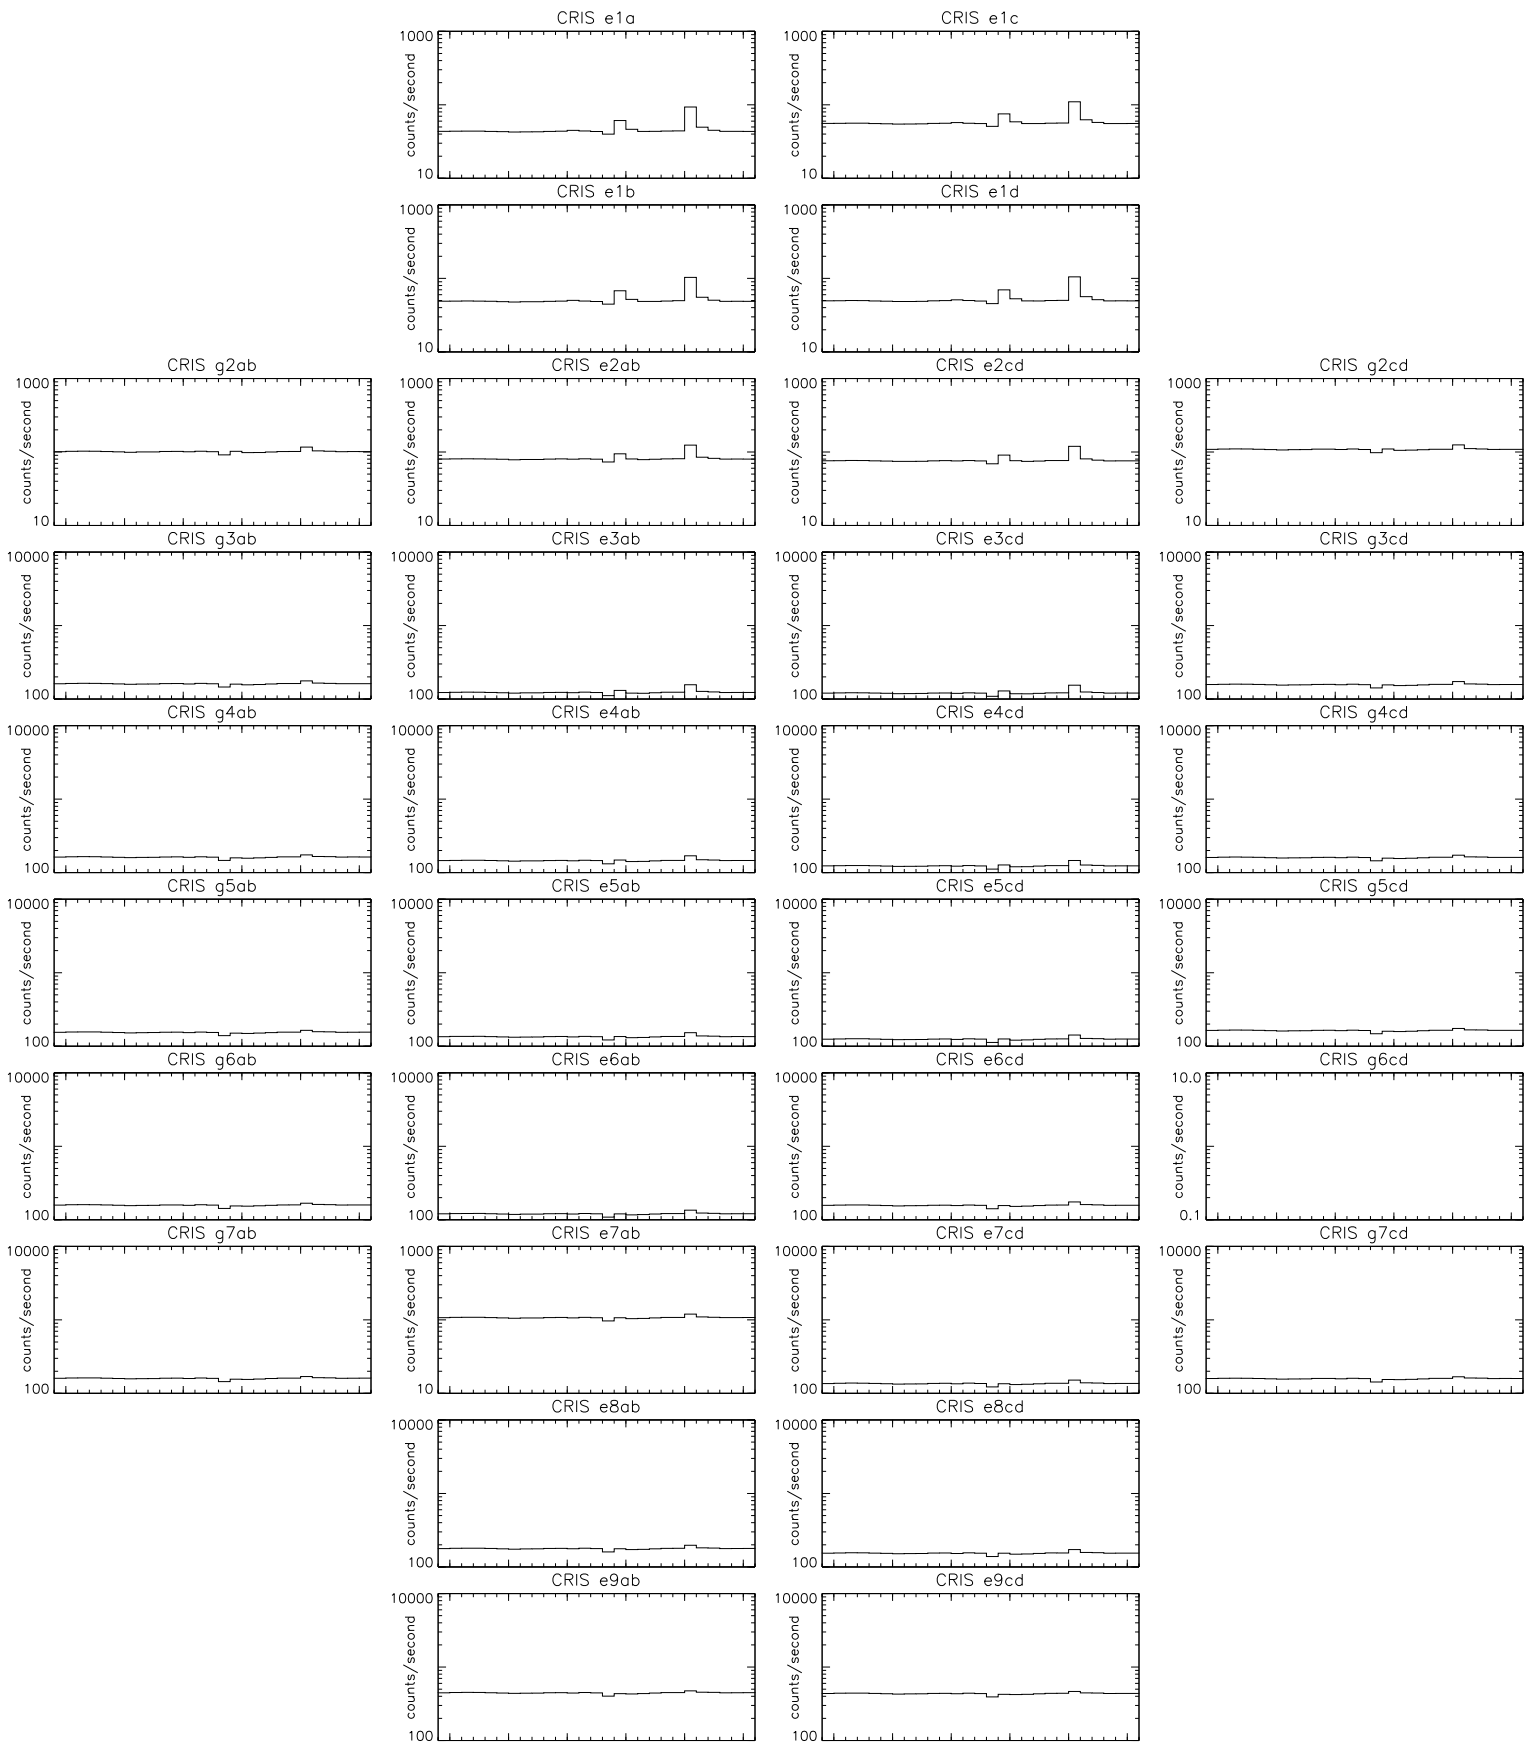 CRIS e1a
CRIS e1c
1000
counts/second
10
1000
counts/second
10
CRIS e1b
CRIS e1d
1000
counts/second
10
1000
counts/second
10
CRIS g2ab
CRIS e2ab
CRIS e2cd
CRIS g2cd
1000
counts/second
10
1000
counts/second
10
1000
counts/second
10
1000
counts/second
10
CRIS g3ab
CRIS e3ab
CRIS e3cd
CRIS g3cd
10000
counts/second
100
10000
counts/second
100
10000
counts/second
100
10000
counts/second
100
CRIS g4ab
CRIS e4ab
CRIS e4cd
CRIS g4cd
10000
counts/second
100
10000
counts/second
100
10000
counts/second
100
10000
counts/second
100
CRIS g5ab
CRIS e5ab
CRIS e5cd
CRIS g5cd
10000
counts/second
100
10000
counts/second
100
10000
counts/second
100
10000
counts/second
100
CRIS g6ab
CRIS e6ab
CRIS e6cd
CRIS g6cd
10000
counts/second
100
10000
counts/second
100
10000
counts/second
100
10.0
counts/second
0.1
CRIS g7ab
CRIS e7ab
CRIS e7cd
CRIS g7cd
10000
counts/second
100
1000
counts/second
10
10000
counts/second
100
10000
counts/second
100
CRIS e8ab
CRIS e8cd
10000
counts/second
100
10000
counts/second
100
CRIS e9ab
CRIS e9cd
10000
counts/second
100
10000
counts/second
100